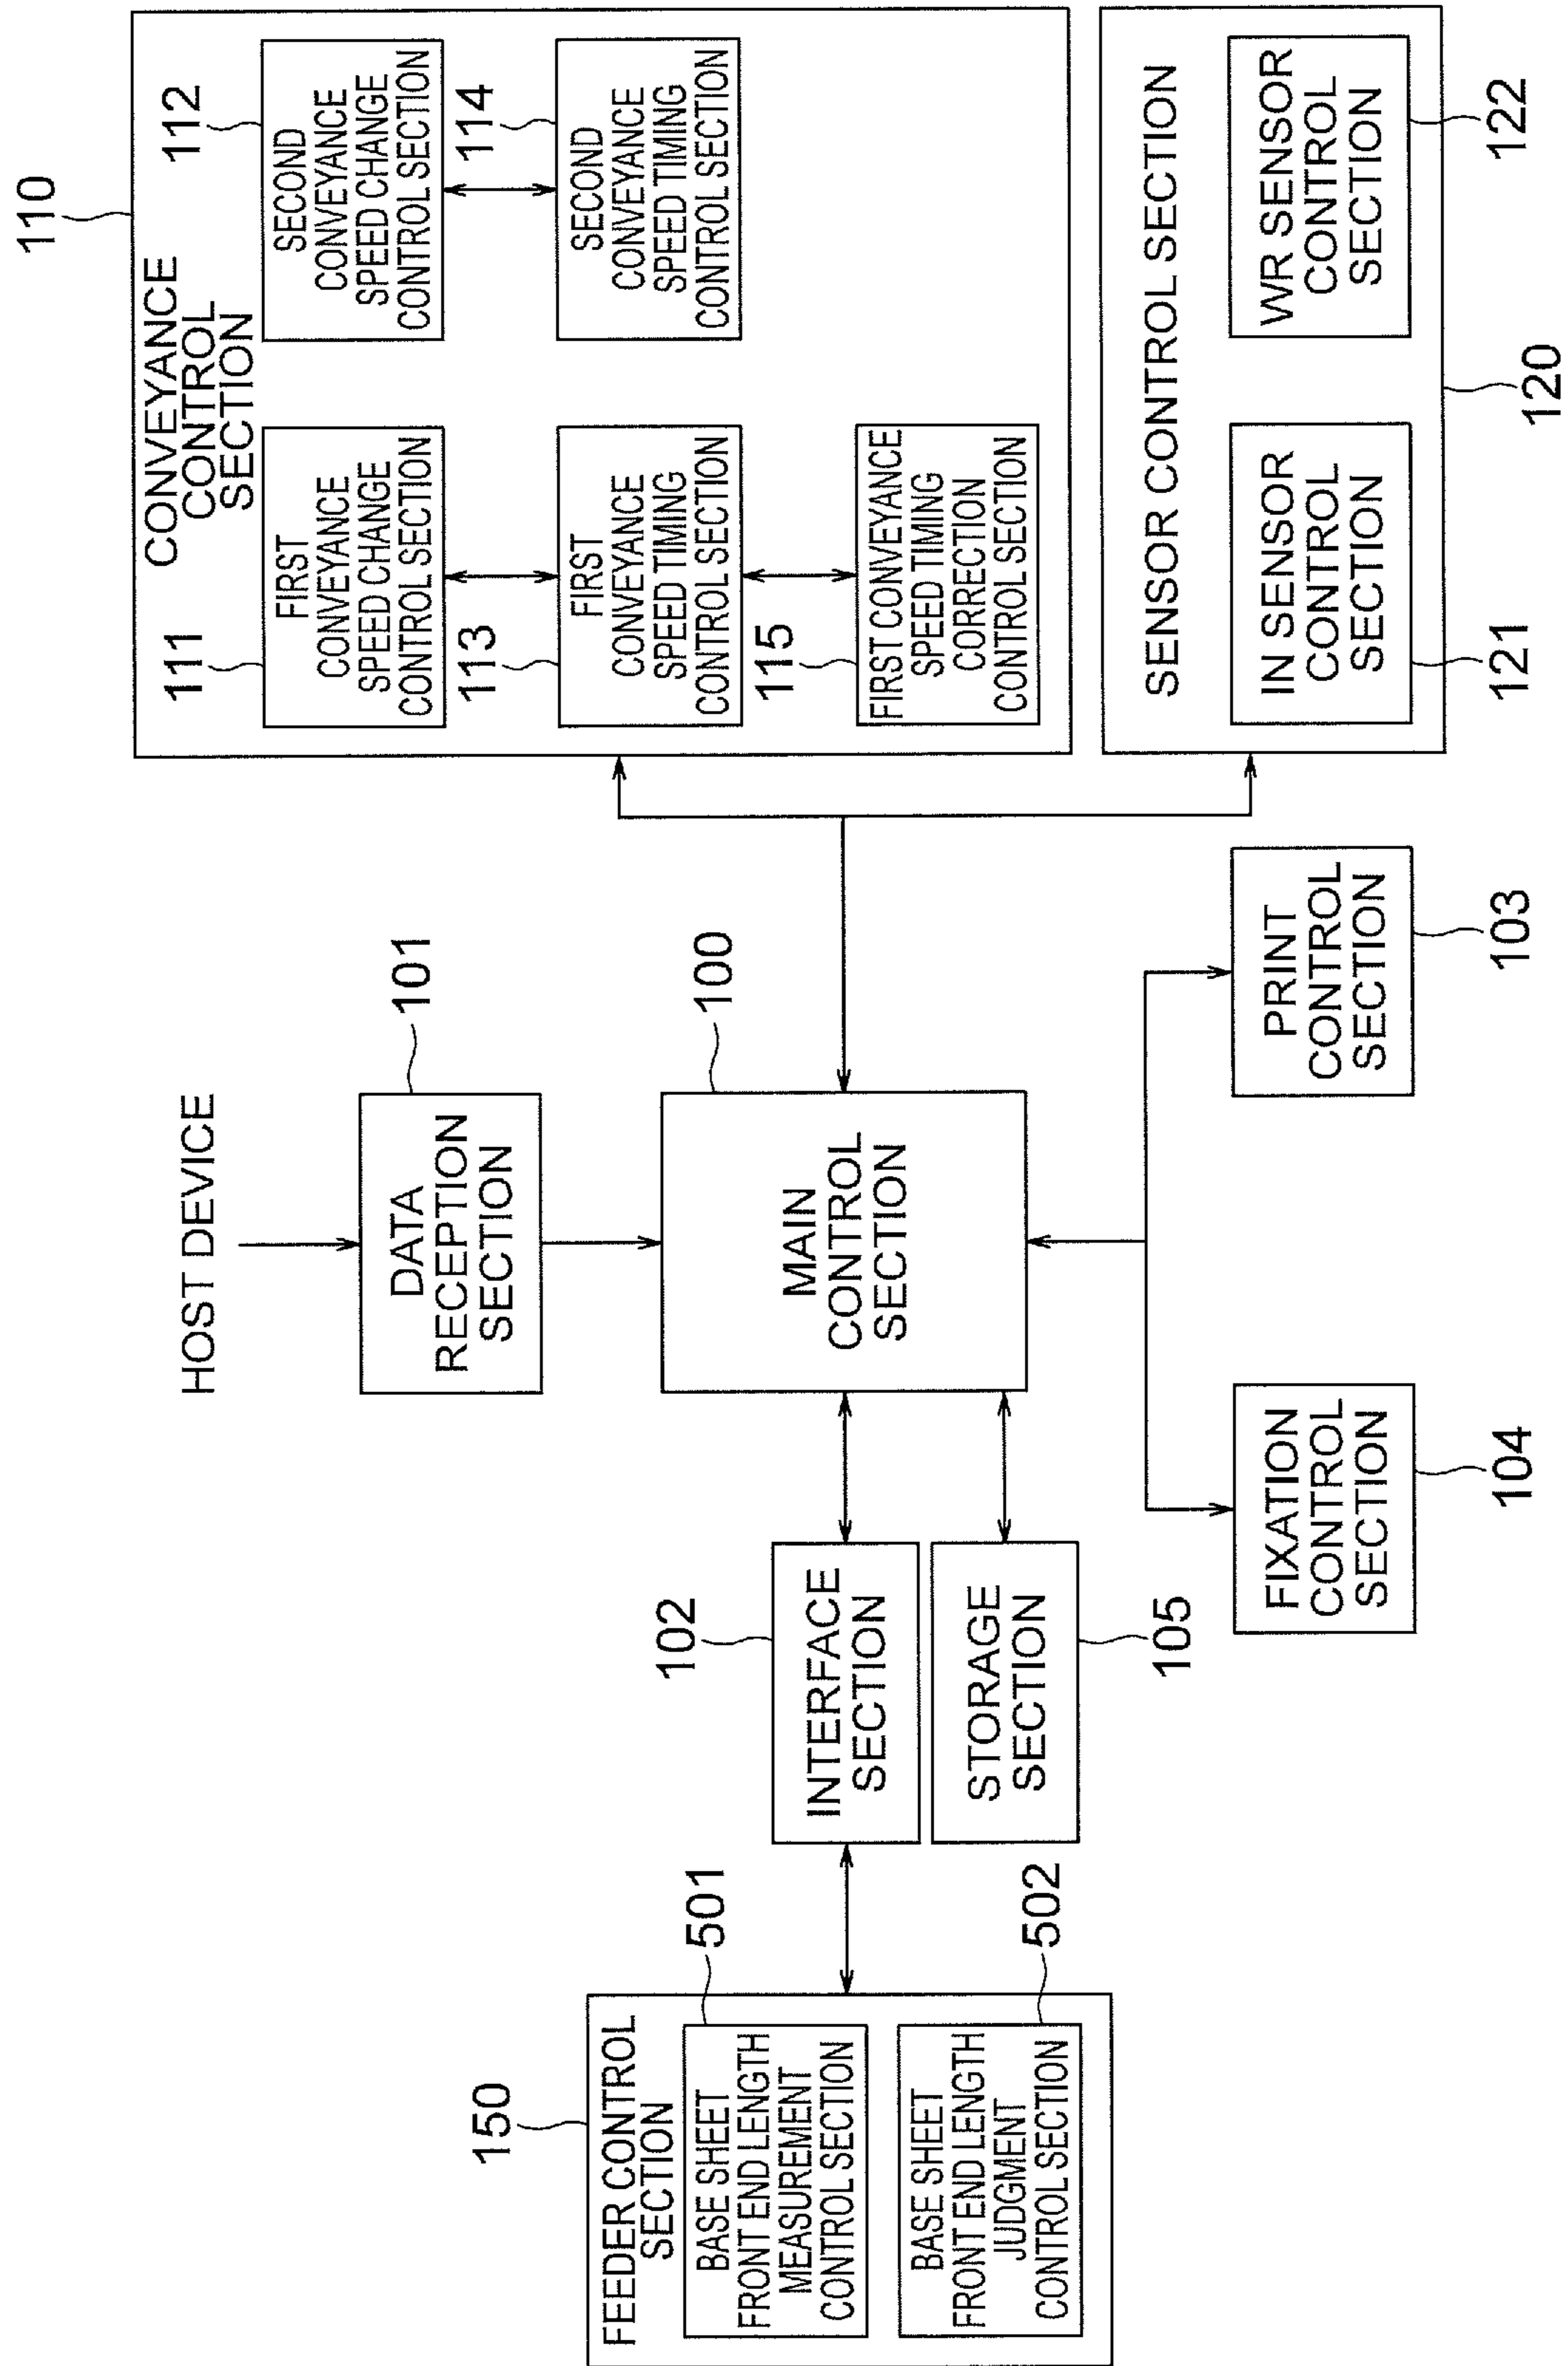 HOST DEVICE
101
DATA
RECEPTION
SECTION
100
MAIN
CONTROL
SECTION
150
FEEDER CONTROL
SECTION
501
BASE SHEET
FRONT END LENGTH
MEASUREMENT
CONTROL SECTION
502
BASE SHEET
FRONT END LENGTH
JUDGMENT
CONTROL SECTION
102
INTERFACE
SECTION
STORAGE
SECTION
105
FIXATION
CONTROL
SECTION
104
PRINT
CONTROL
SECTION
103
110
CONVEYANCE
CONTROL
SECTION
111
FIRST
CONVEYANCE
SPEED CHANGE
CONTROL SECTION
112
SECOND
CONVEYANCE
SPEED CHANGE
CONTROL SECTION
113
FIRST
CONVEYANCE
SPEED TIMING
CONTROL SECTION
114
SECOND
CONVEYANCE
SPEED TIMING
CONTROL SECTION
115
FIRST CONVEYANCE
SPEED TIMING
CORRECTION
CONTROL SECTION
SENSOR CONTROL SECTION
IN SENSOR
CONTROL
SECTION
121
WR SENSOR
CONTROL
SECTION
122
120